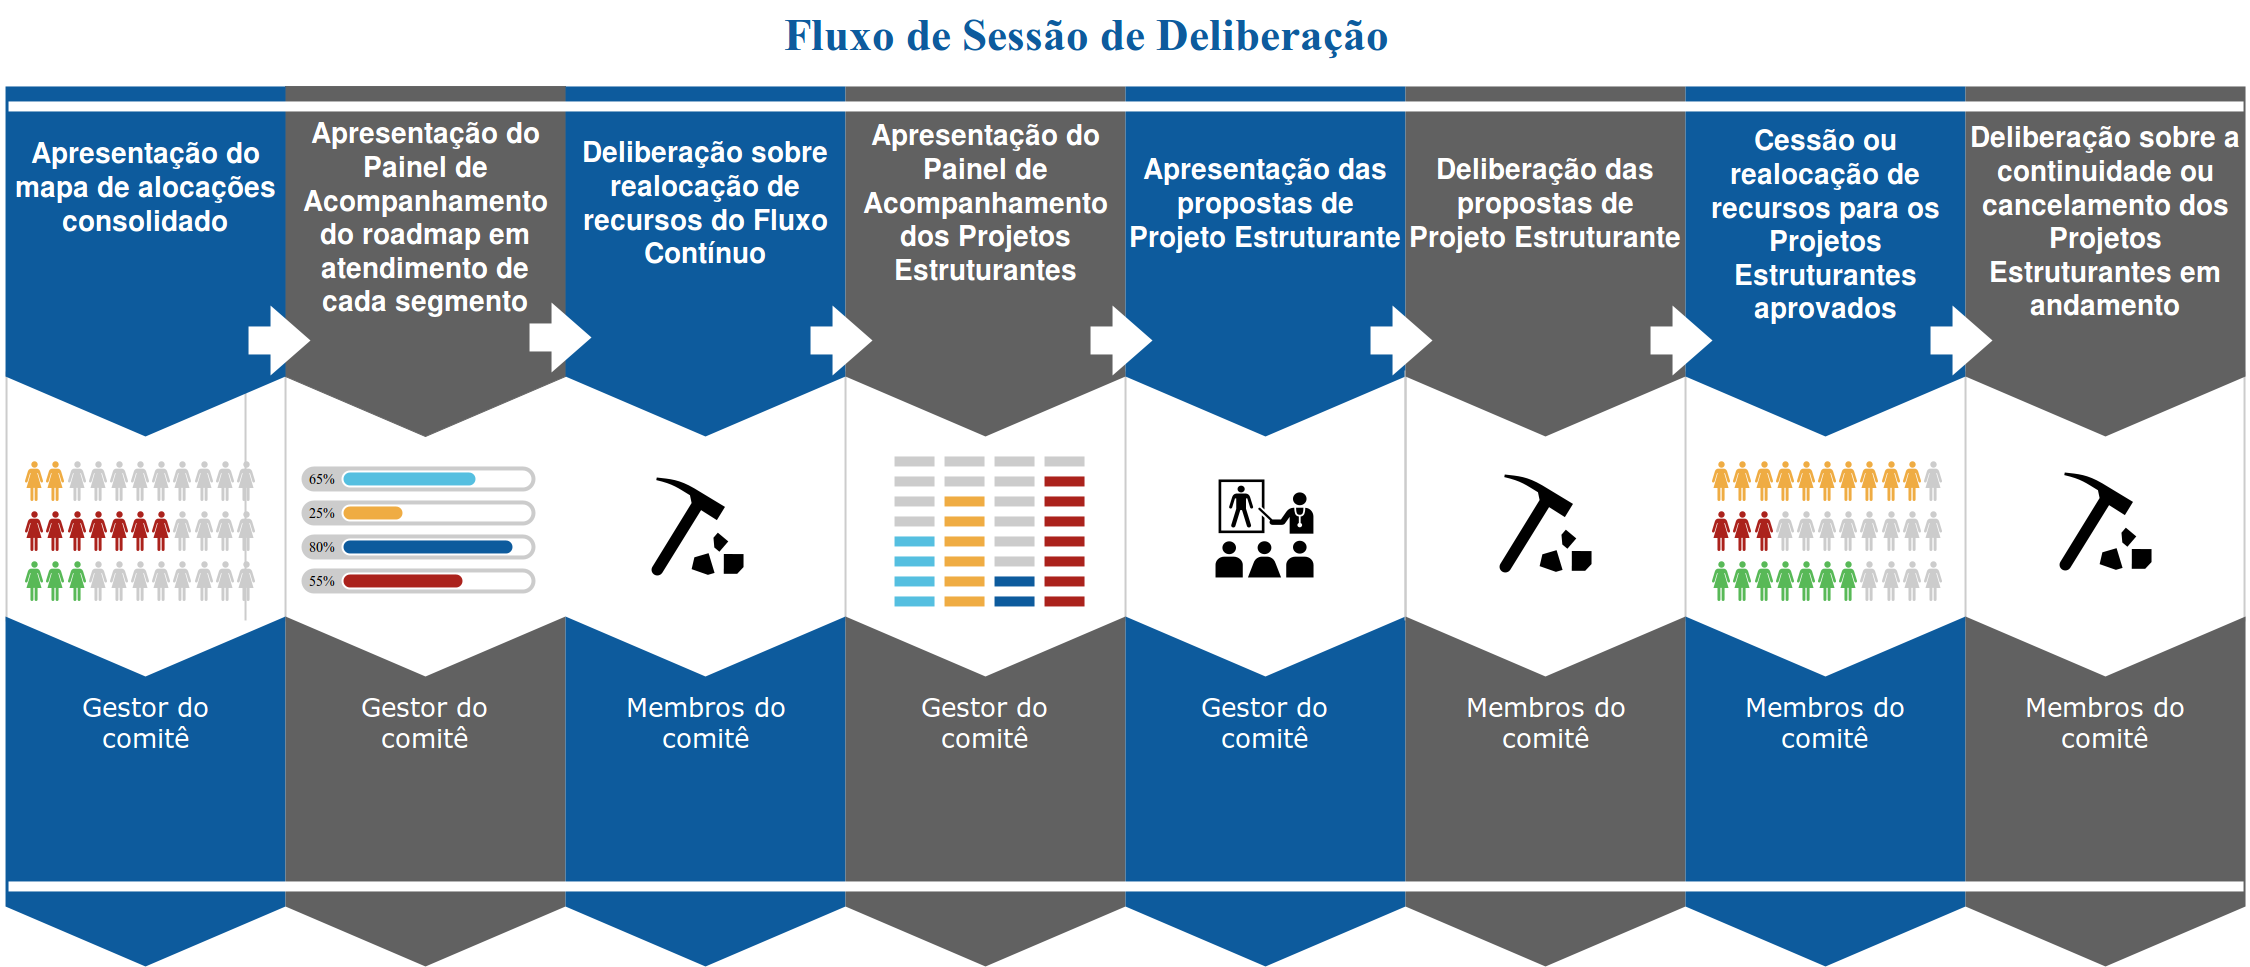 Fluxo de Sessão de Deliberação
Apresentação do
mapa de alocações
consolidado
Apresentação do
Painel de
Acompanhamento
do roadmap em
atendimento de
cada segmento
Deliberação sobre
realocação de
recursos do Fluxo
Contínuo
Apresentação do
Painel de
Acompanhamento
dos Projetos
Estruturantes
Apresentação das
propostas de
Projeto Estruturante
Deliberação das
propostas de
Projeto Estruturante
Cessão ou
realocação de
recursos para os
Projetos
Estruturantes
aprovados
Deliberação sobre a
continuidade ou
cancelamento dos
Projetos
Estruturantes em
andamento
65%
25%
80%
55%
Gestor do
comitê
Gestor do
comitê
Membros do
comitê
Gestor do
comitê
Gestor do
comitê
Membros do
comitê
Membros do
comitê
Membros do
comitê